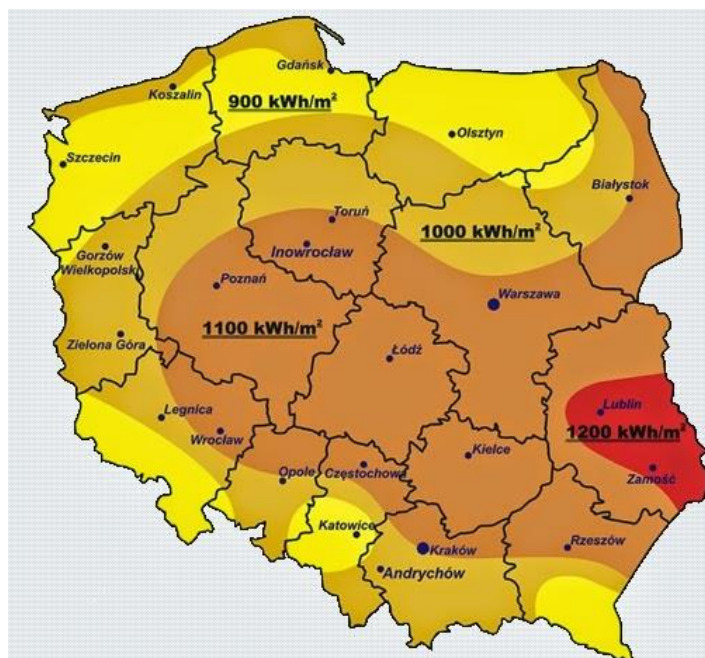 Gdańsk
Koszalin
900 kWh/m²
Olsztyn
Szczecin
Białystok
Toruń
1000 kWh/m²
Gorzów
Wielkopolsk
Inowrocław
Poznań
Warszawa
1100 kWh/m²
Zielona Góra
Łódź
Legnica
Lublin
Wrocław
1200 kWh/m²
Kielce
Opole
Częstochowa
Zamość
Katowice
Kraków
Rzeszów
Andrychów